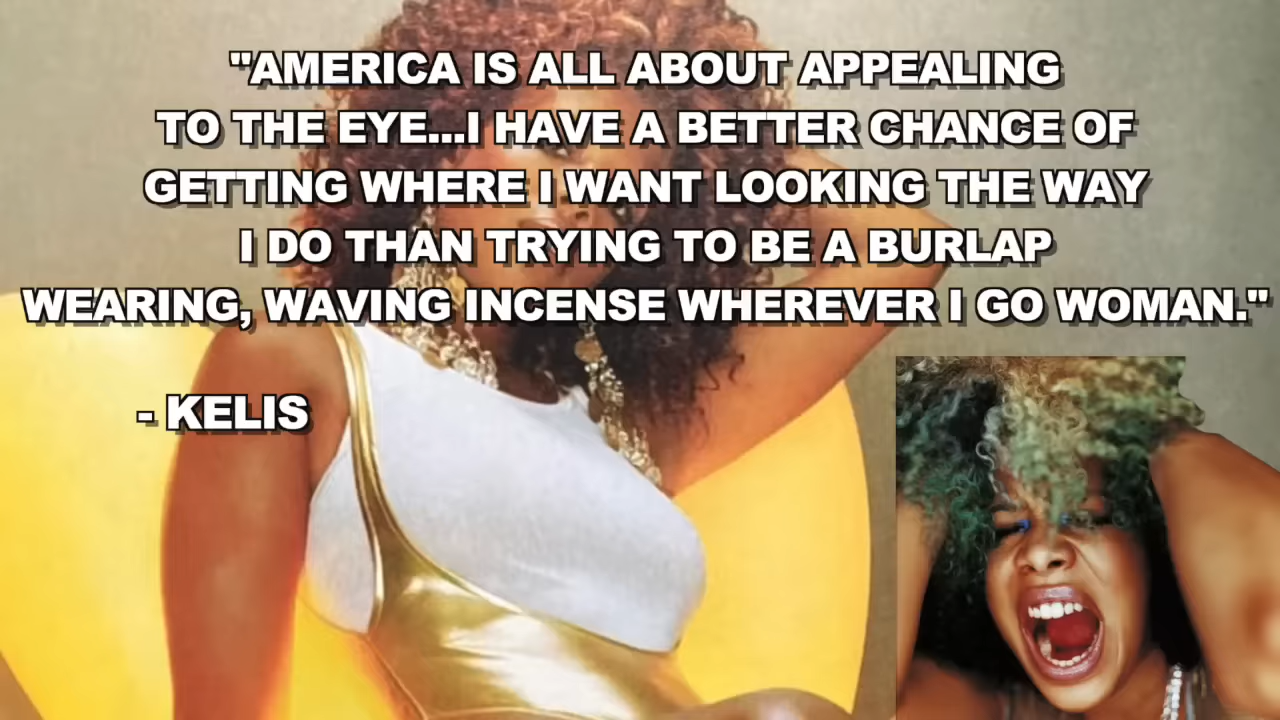 "AMERICA IS ALL ABOUT APPEALING
TO THE EYE...I HAVE A BETTER CHANCE OF
GETTING WHERE I WANT LOOKING THE WAY
I DO THAN TRYING TO BE A BURLAP
WEARING, WAVING INCENSE WHEREVER I GO WOMAN."
- KELIS